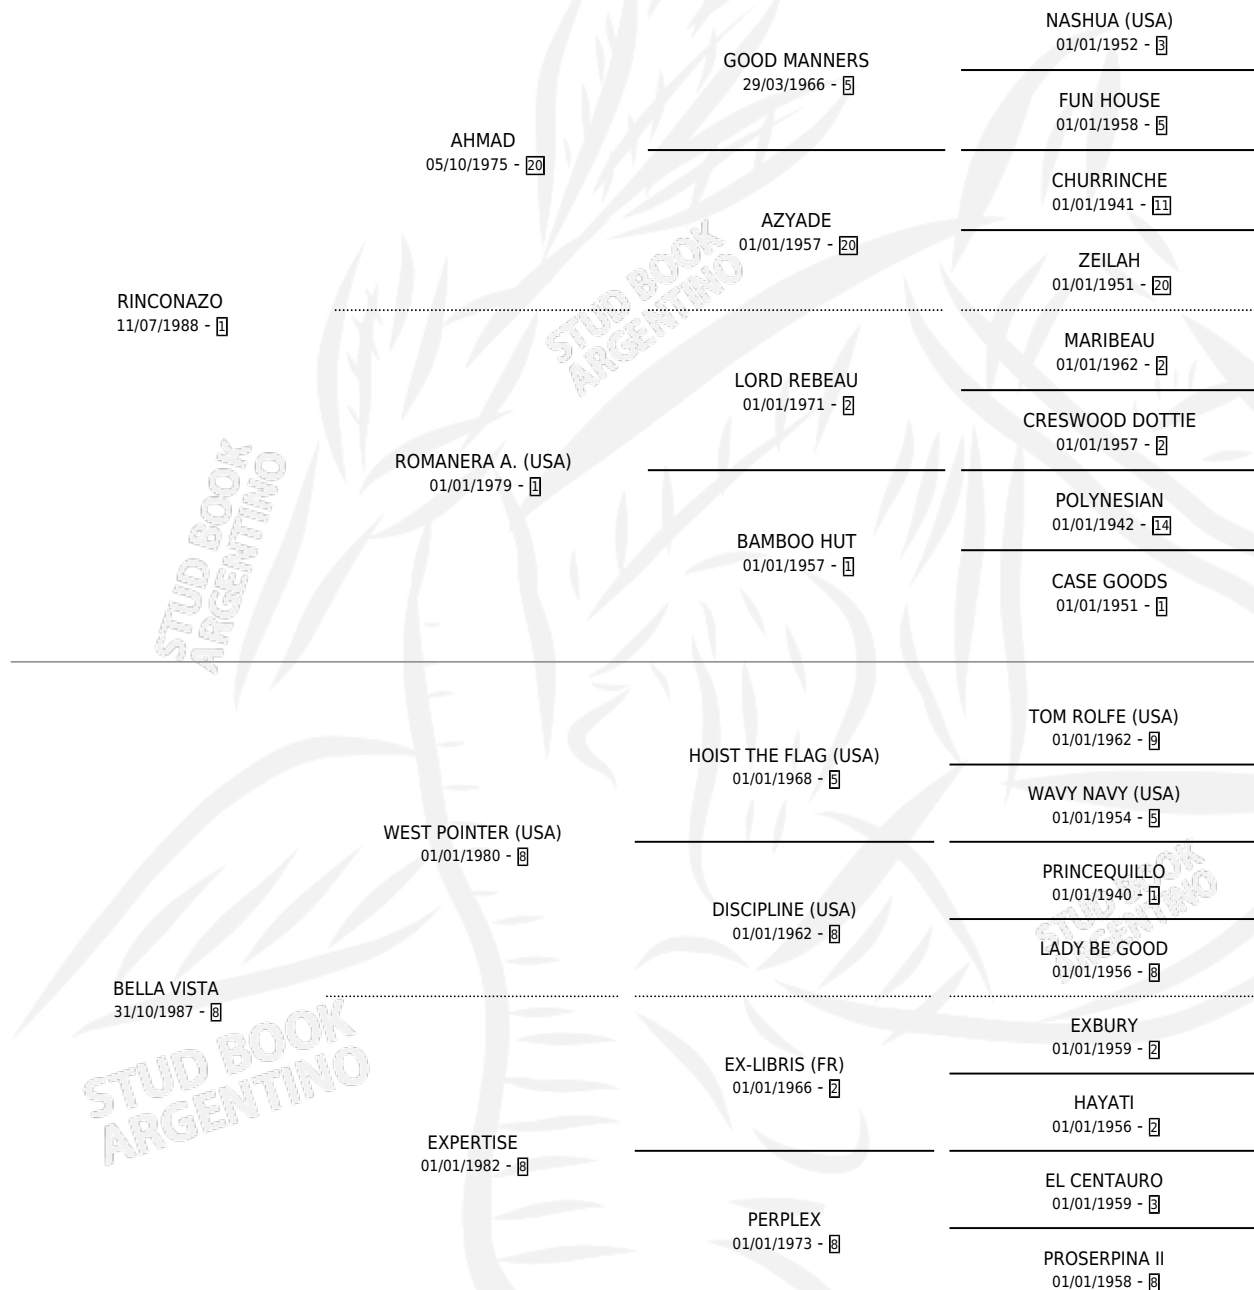 NASHUA (USA)
01/01/1952 - 3
GOOD MANNERS
29/03/1966 - 5
FUN HOUSE
01/01/1958 - 5
AHMAD
05/10/1975 - 20
CHURRINCHE
01/01/1941 - 11
AZYADE
01/01/1957 - 20
ZEILAH
01/01/1951 - 20
RINCONAZO
11/07/1988 - 1
MARIBEAU
01/01/1962 - 2
LORD REBEAU
01/01/1971 - 2
CRESWOOD DOTTIE
01/01/1957 - 2
ROMANERA A. (USA)
01/01/1979 - 1
POLYNESIAN
01/01/1942 - 14
BAMBOO HUT
01/01/1957 - 1
CASE GOODS
01/01/1951 - 1
STUD BOOK
ARGENTINO
STUD BOOK
ARGENTINO
TOM ROLFE (USA)
01/01/1962 - 9
HOIST THE FLAG (USA)
01/01/1968 - 5
WAVY NAVY (USA)
01/01/1954 - 5
WEST POINTER (USA)
01/01/1980 - 8
PRINCEQUILLO
01/01/1940 - 1
DISCIPLINE (USA)
01/01/1962 - 8
LADY BE GOOD
01/01/1956 - 8
STUD BOOK
ARGENTINO
BELLA VISTA
31/10/1987 - 8
EXBURY
01/01/1959 - 2
EX-LIBRIS (FR)
01/01/1966 - 2
HAYATI
01/01/1956 - 2
EXPERTISE
01/01/1982 - 8
EL CENTAURO
01/01/1959 - 3
PERPLEX
01/01/1973 - 8
PROSERPINA II
01/01/1958 - 8
STUD BOOK
ARGENTINO